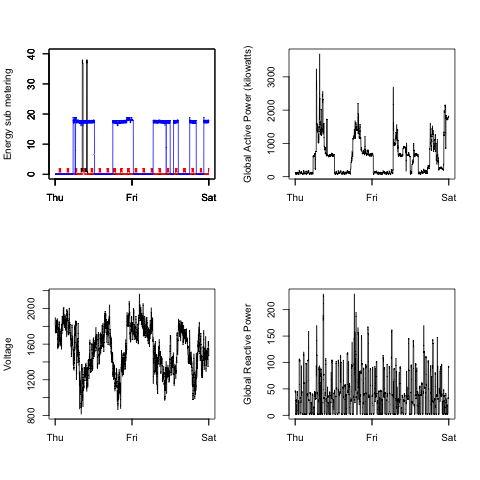 Energy sub metering
40
30
20
10
0
Thu Fri Sat
Global Active Power (kilowatts)
3000
2000
1000
0
Thu Fri Sat
Voltage
2000
1600
1200
800
Thu Fri Sat
Global Reactive Power
200
150
100
50
0
Thu Fri Sat